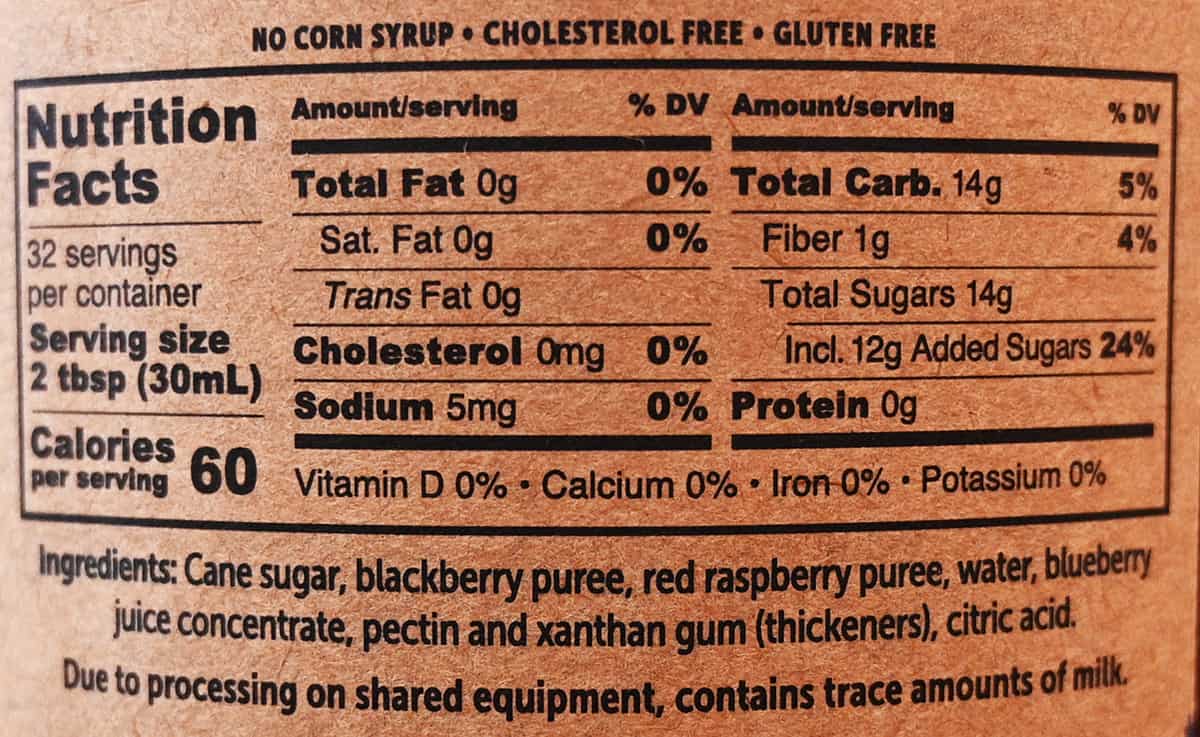 NO CORN SYRUP • CHOLESTEROL FREE • GLUTEN FREE
Nutrition
Facts
32 servings
per container
Serving size
2 tbsp (30mL)
Calories
per serving 60
Amount/serving % DV
Total Fat 0g 0%
Sat. Fat 0g 0%
Trans Fat 0g
Cholesterol 0mg 0%
Sodium 5mg 0%
Amount/serving % DV
Total Carb. 14g 5%
Fiber 1g 4%
Total Sugars 14g
Incl. 12g Added Sugars 24%
Protein 0g
Vitamin D 0% • Calcium 0% • Iron 0% • Potassium 0%
Ingredients: Cane sugar, blackberry puree, red raspberry puree, water, blueberry
juice concentrate, pectin and xanthan gum (thickeners), citric acid.
Due to processing on shared equipment, contains trace amounts of milk.